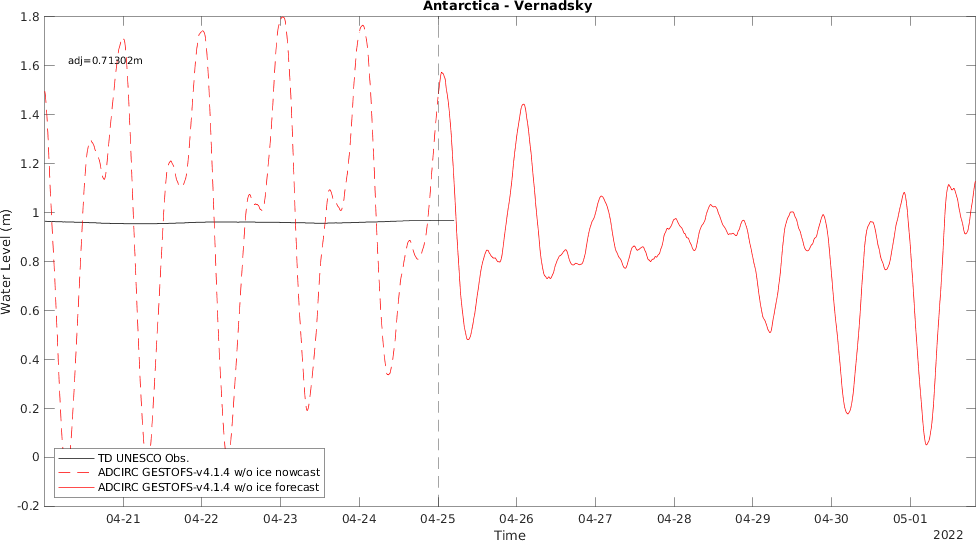 Antarctica - Vernadsky
adj=0.71302m
Water Level (m)
1.8
1.6
1.4
1.2
1
0.8
0.6
0.4
0.2
0
-0.2
TD UNESCO Obs.
ADCIRC GESTOFS-v4.1.4 w/o ice nowcast
ADCIRC GESTOFS-v4.1.4 w/o ice forecast
04-21 04-22 04-23 04-24 04-25 04-26 04-27 04-28 04-29 04-30 05-01
Time
2022